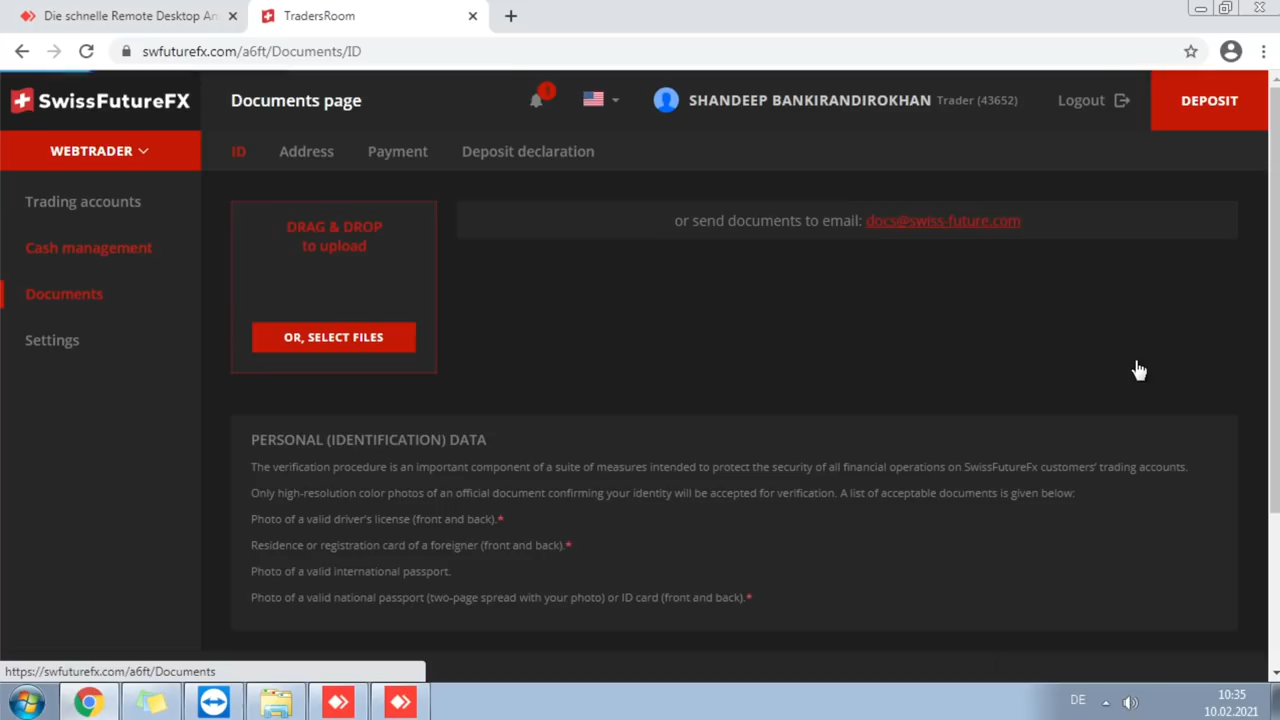 Die schnelle Remote Desktop An
TradersRoom
swfuturefx.com/a6ft/Documents/ID
SwissFutureFX
Documents page
SHANDEEP BANKIRANDIROKHAN Trader (43652)
Logout
DEPOSIT
WEBTRADER
ID
Address
Payment
Deposit declaration
Trading accounts
Cash management
Documents
Settings
DRAG & DROP
to upload
OR, SELECT FILES
or send documents to email: docs@swiss-future.com
PERSONAL (IDENTIFICATION) DATA
The verification procedure is an important component of a suite of measures intended to protect the security of all financial operations on SwissFutureFx customers' trading accounts.
Only high-resolution color photos of an official document confirming your identity will be accepted for verification. A list of acceptable documents is given below:
Photo of a valid driver's license (front and back).*
Residence or registration card of a foreigner (front and back).*
Photo of a valid international passport.
Photo of a valid national passport (two-page spread with your photo) or ID card (front and back).*
https://swfuturefx.com/a6ft/Documents
DE
10:35
10.02.2021